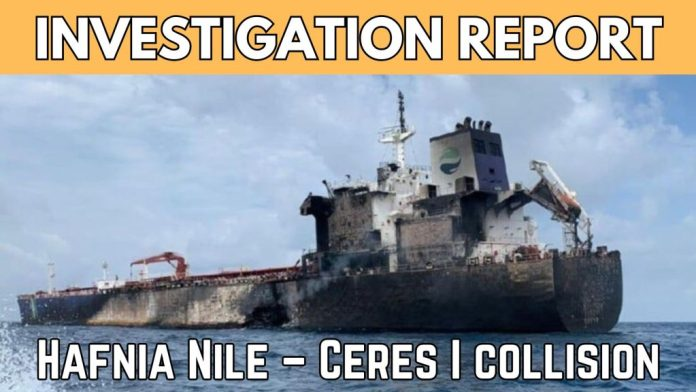 INVESTIGATION REPORT
Hafnia Nile – Ceres I collision